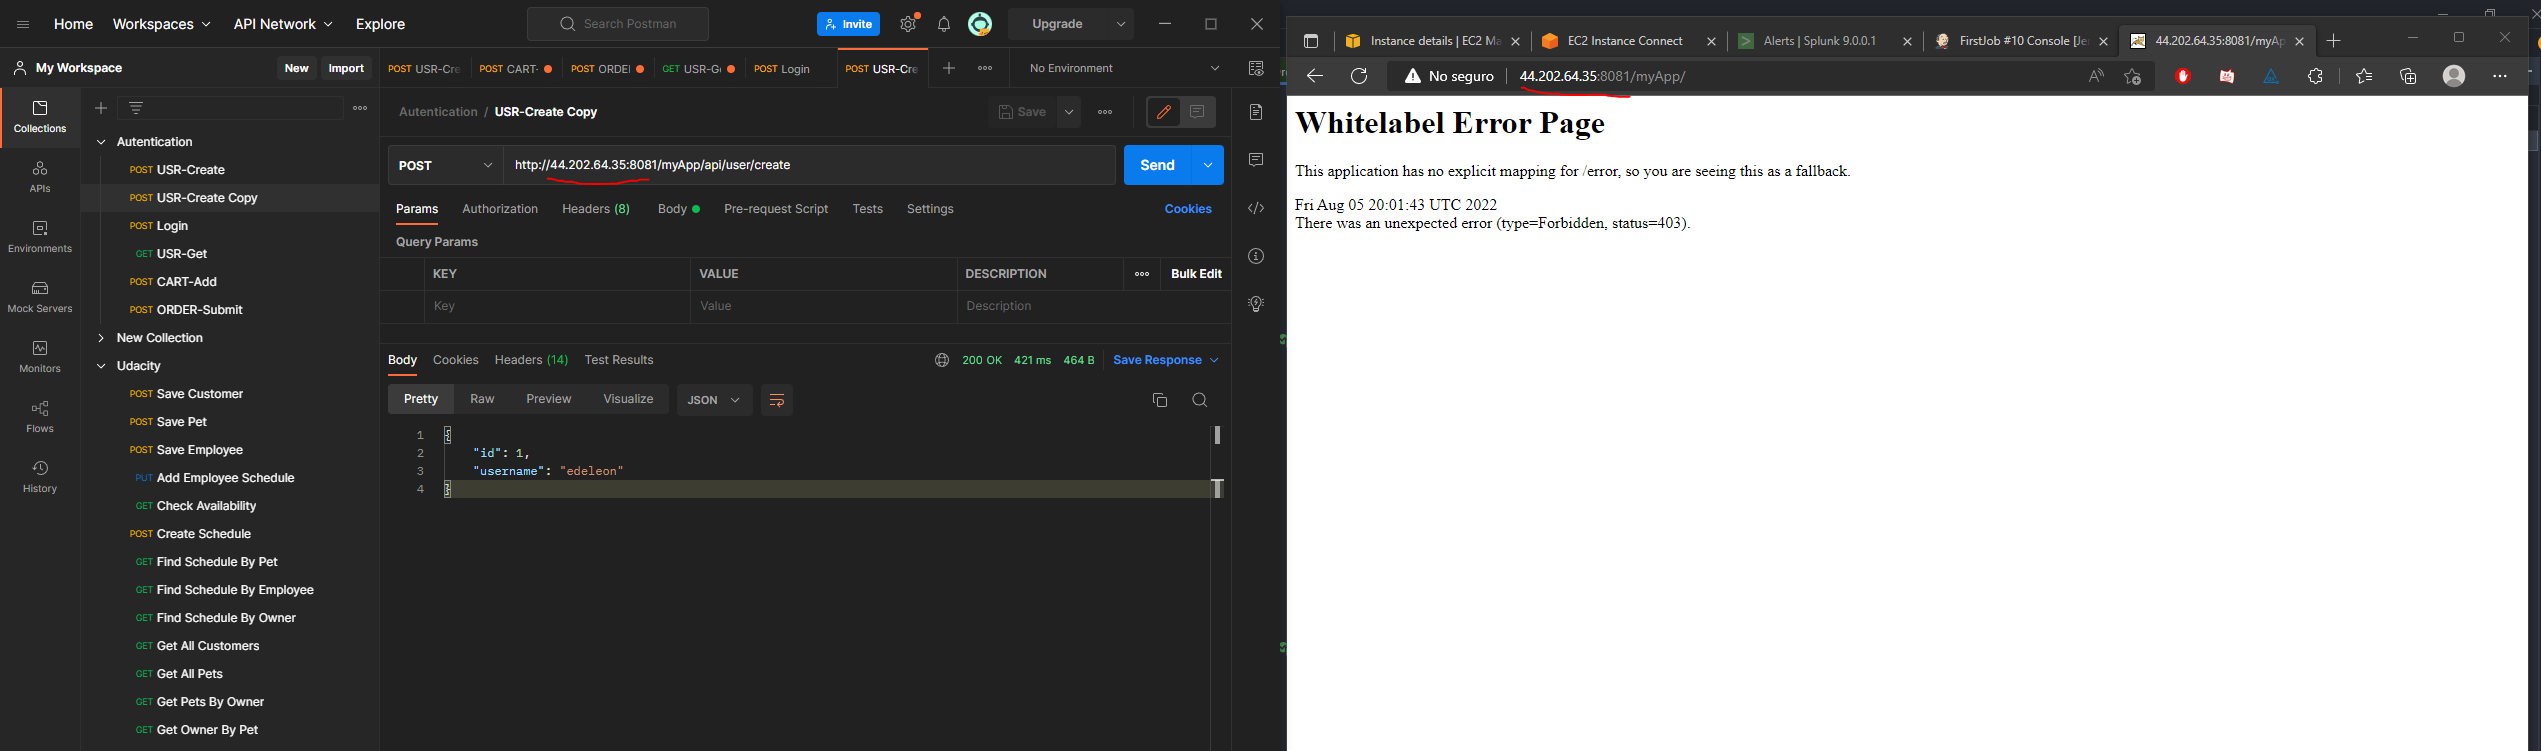 Home Workspaces API Network Explore Search Postman Invite Upgrade
My Workspace New Import POST USR-Cre POST CART- POST ORDEI GET USR-G POST Login POST USR-Cre No Environment
Collections
APIs
Environments
Mock Servers
Monitors
Flows
History
Autentication
POST USR-Create
POST USR-Create Copy
POST Login
GET USR-Get
POST CART-Add
POST ORDER-Submit
New Collection
Udacity
POST Save Customer
POST Save Pet
POST Save Employee
PUT Add Employee Schedule
GET Check Availability
POST Create Schedule
GET Find Schedule By Pet
GET Find Schedule By Employee
GET Find Schedule By Owner
GET Get All Customers
GET Get All Pets
GET Get Pets By Owner
GET Get Owner By Pet
Autentication / USR-Create Copy Save
POST http://44.202.64.35:8081/myApp/api/user/create Send
Params Authorization Headers (8) Body Pre-request Script Tests Settings Cookies
Query Params
KEY VALUE DESCRIPTION Bulk Edit
Key Value Description
Body Cookies Headers (14) Test Results 200 OK 421 ms 464 B Save Response
Pretty Raw Preview Visualize JSON
1 {
2 "id": 1,
3 "username": "edeleon"
4 }
Instance details | EC2 Ma EC2 Instance Connect Alerts | Splunk 9.0.0.1 FirstJob #10 Console [Je 44.202.64.35:8081/myAp
No seguro 44.202.64.35:8081/myApp/
Whitelabel Error Page
This application has no explicit mapping for /error, so you are seeing this as a fallback.
Fri Aug 05 20:01:43 UTC 2022
There was an unexpected error (type=Forbidden, status=403).